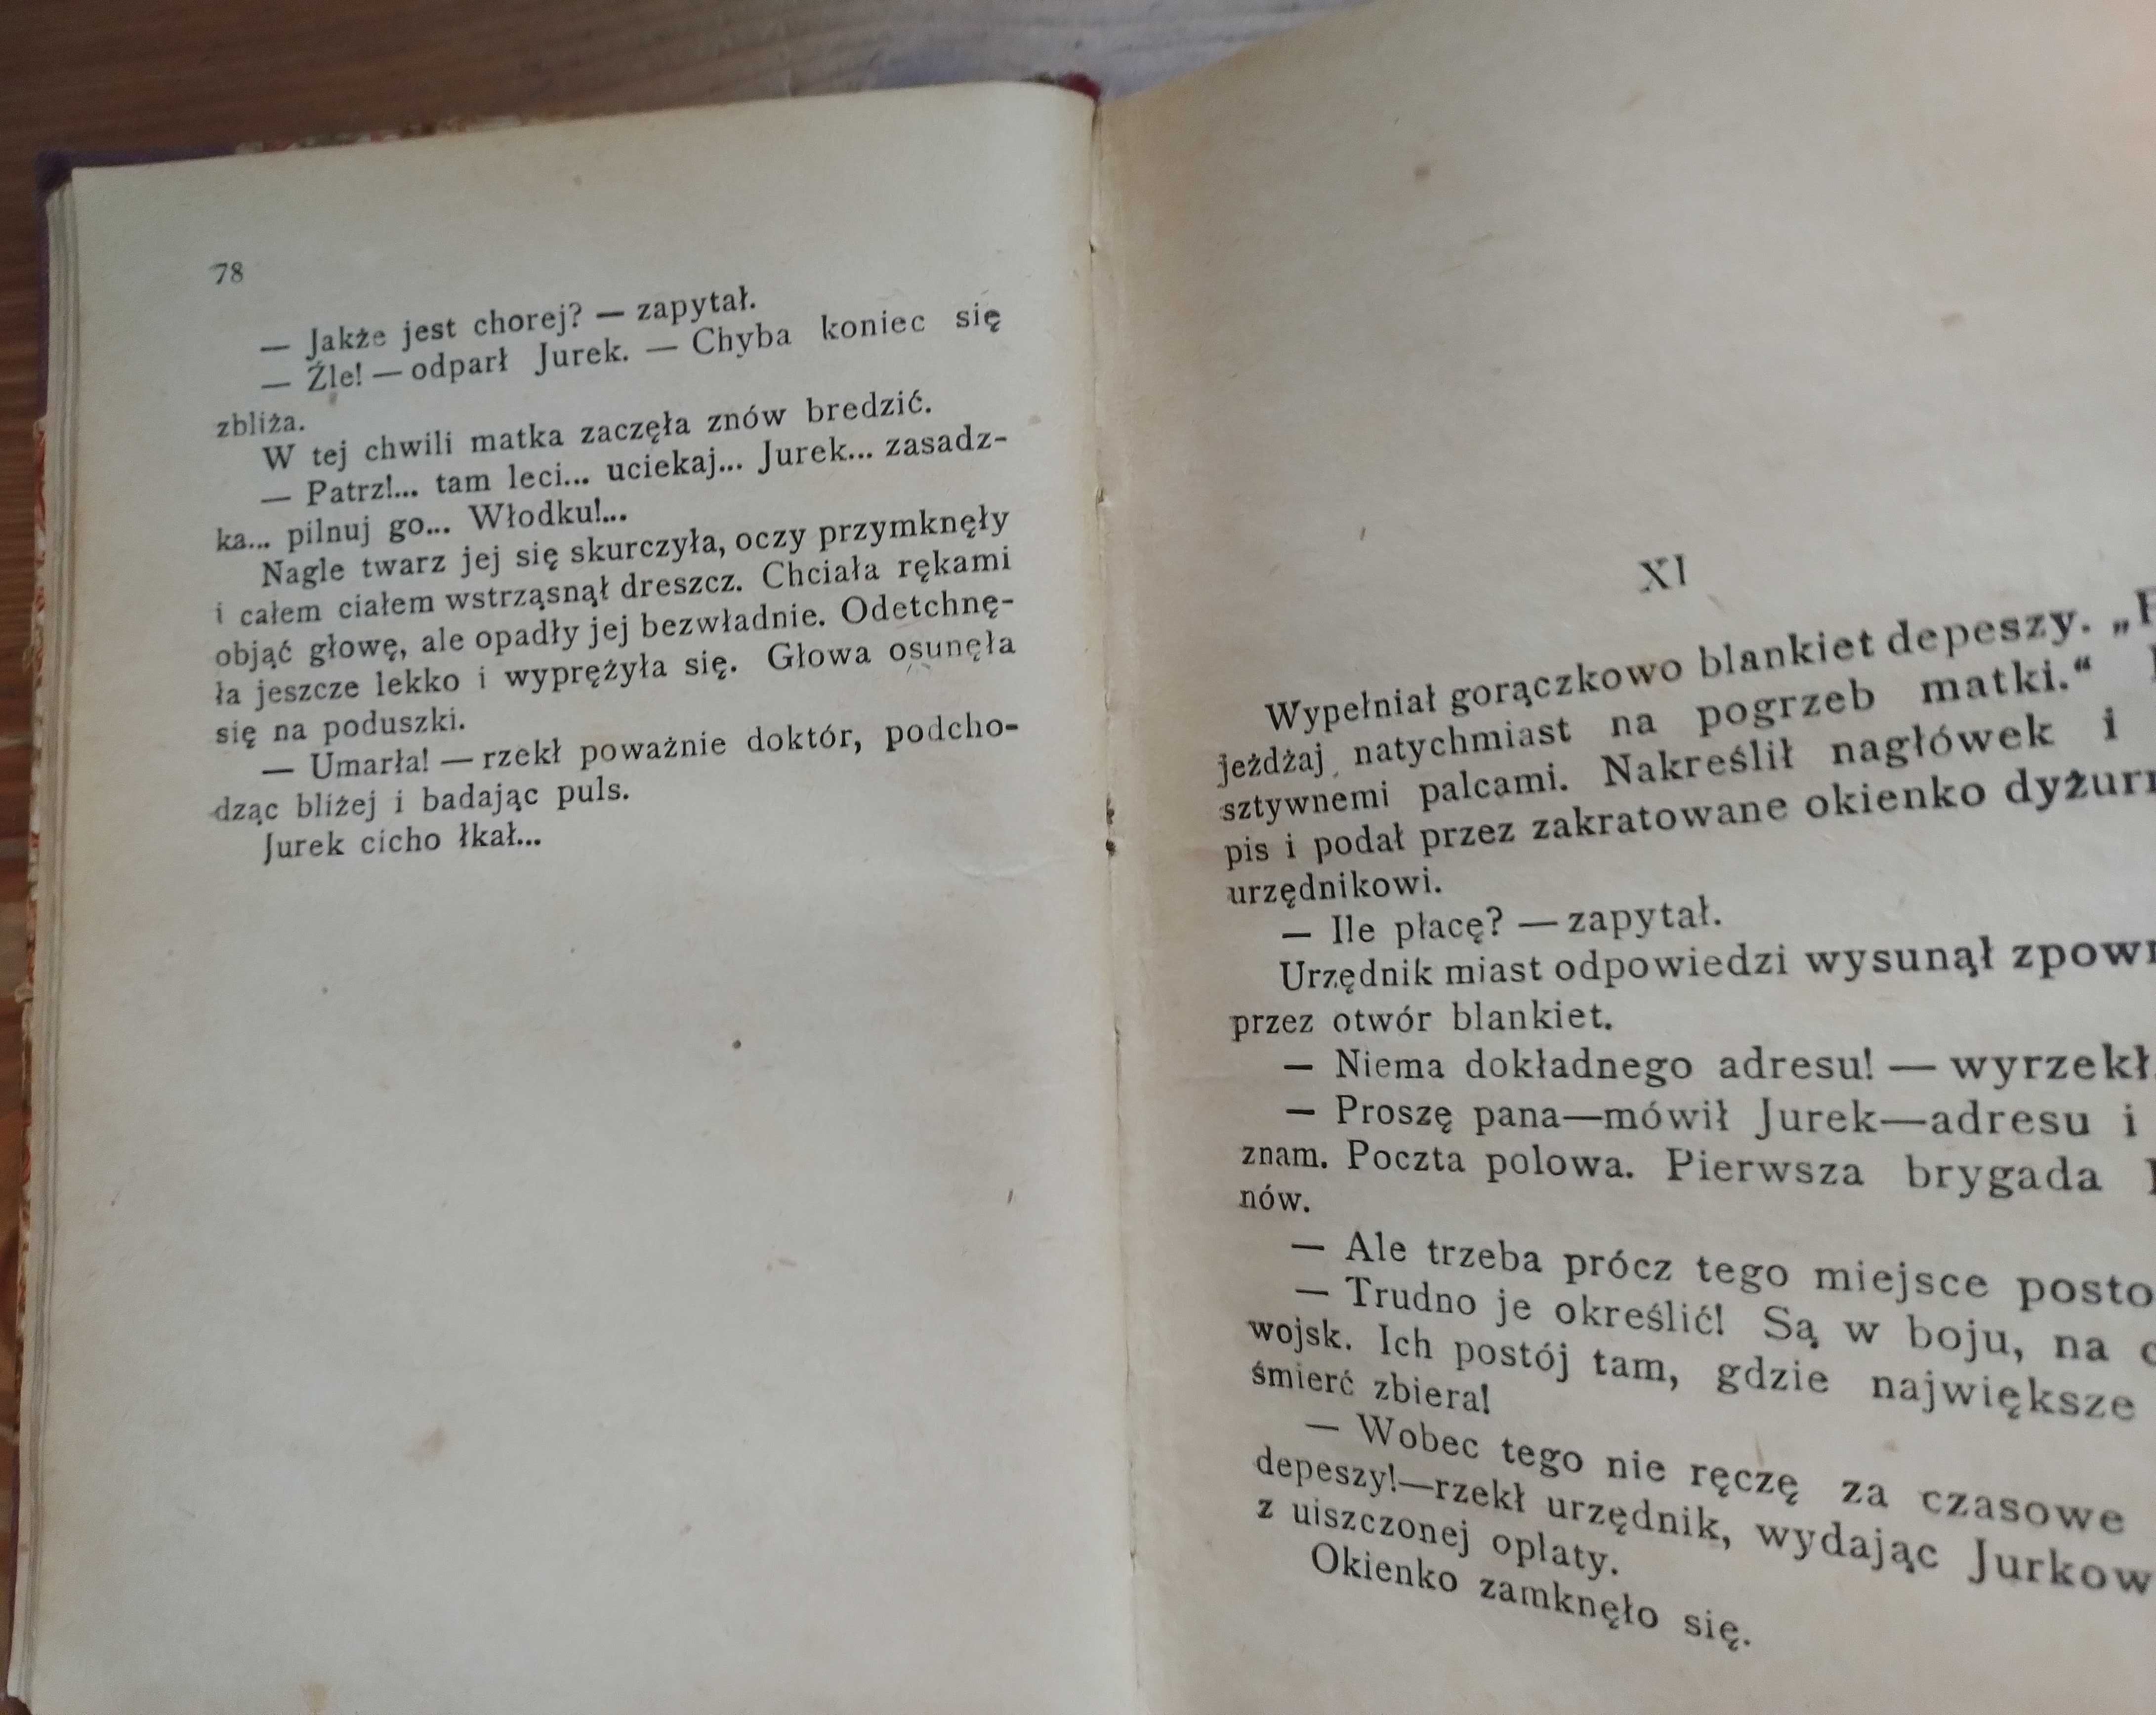 78
— Jakże jest chorej? — zapytał.
— Źle! — odparł Jurek. — Chyba koniec się
zbliża.
W tej chwili matka zaczęła znów bredzić.
— Patrz!... tam leci... uciekaj... Jurek... zasadz-
ka... pilnuj go... Włodku!...
Nagle twarz jej się skurczyła, oczy przymknęły
i całem ciałem wstrząsnął dreszcz. Chciała rękami
objąć głowę, ale opadły jej bezwładnie. Odetchnę-
ła jeszcze lekko i wyprężyła się. Głowa osunęła
się na poduszki.
— Umarła! — rzekł poważnie doktór, podcho-
dząc bliżej i badając puls.
Jurek cicho łkał...
XI
Wypełniał gorączkowo blankiet depeszy. „
jeżdżaj natychmiast na pogrzeb matki.“
sztywnemi palcami. Nakreślił nagłówek i
pis i podał przez zakratowane okienko
urzędnikowi.
— Ile płacę? — zapytał.
Urzędnik miast odpowiedzi wysunął
przez otwór blankiet.
— Niema dokładnego adresu! — wyrzekł
— Proszę pana—mówił Jurek—adresu i
znam. Poczta polowa. Pierwsza brygada
nów.
— Ale trzeba prócz tego miejsce
— Trudno je określić! Są w boju, na
wojsk. Ich postój tam, gdzie największe
śmierć zbiera!
— Wobec tego nie ręczę za czasowe
depeszy!—rzekł urzędnik, wydając
z uiszczonej opłaty.
Okienko zamknęło się.